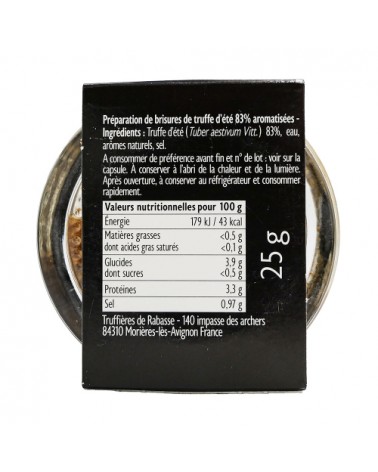 Préparation de brisures de truffe d'été 83% aromatisées -
Ingrédients : Truffe d'été (Tuber aestivum Vitt.) 83%, eau,
arômes naturels, sel.
A consommer de préférence avant fin et n° de lot : voir sur la
capsule. À conserver à l'abri de la chaleur et de la lumière.
Après ouverture, à conserver au réfrigérateur et consommer
rapidement.
Valeurs nutritionnelles pour 100 g
Énergie 179 kJ / 43 kcal
Matières grasses <0,5 g
dont acides gras saturés <0,1 g
Glucides 3,9 g
dont sucres <0,5 g
Protéines 3,3 g
Sel 0,97 g
25 g
Truffières de Rabasse - 140 impasse des archers
84310 Morières-lès-Avignon France